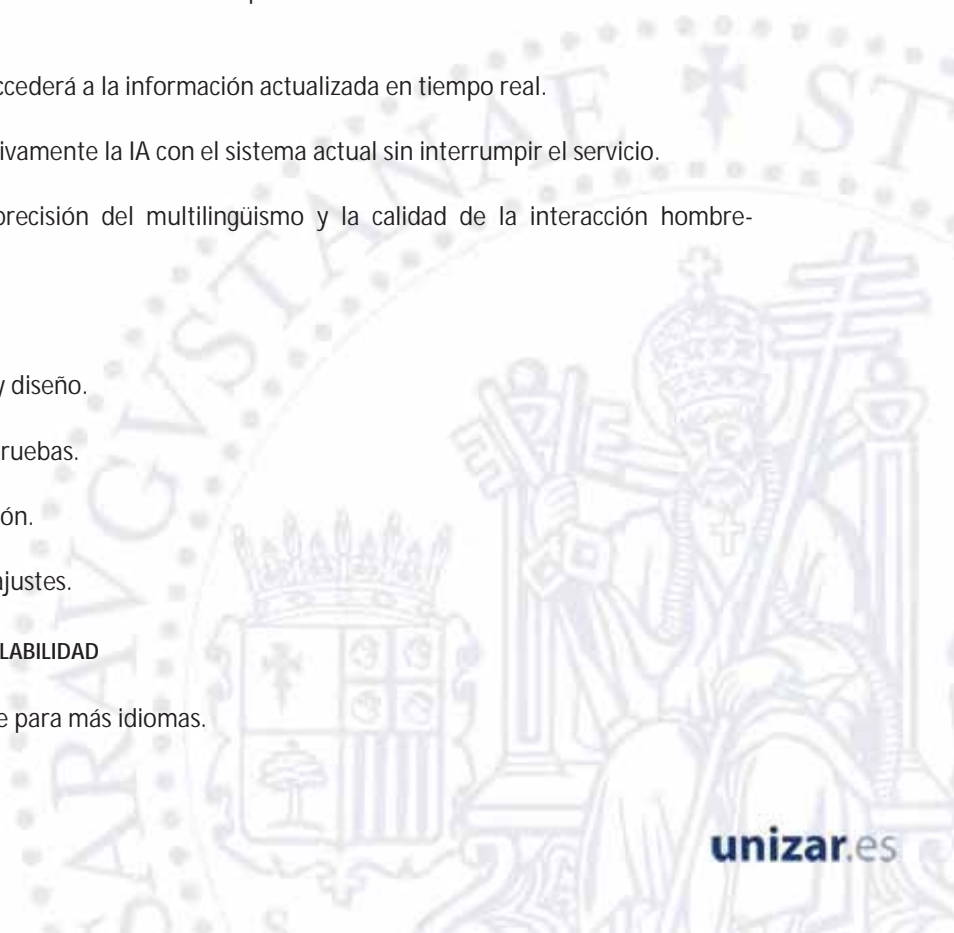 ccederá a la información actualizada en tiempo real.
ivamente la IA con el sistema actual sin interrumpir el servicio.
precisión del multilingüismo y la calidad de la interacción hombre-
y diseño.
ruebas.
ón.
ajustes.
LABILIDAD
e para más idiomas.
unizar.es